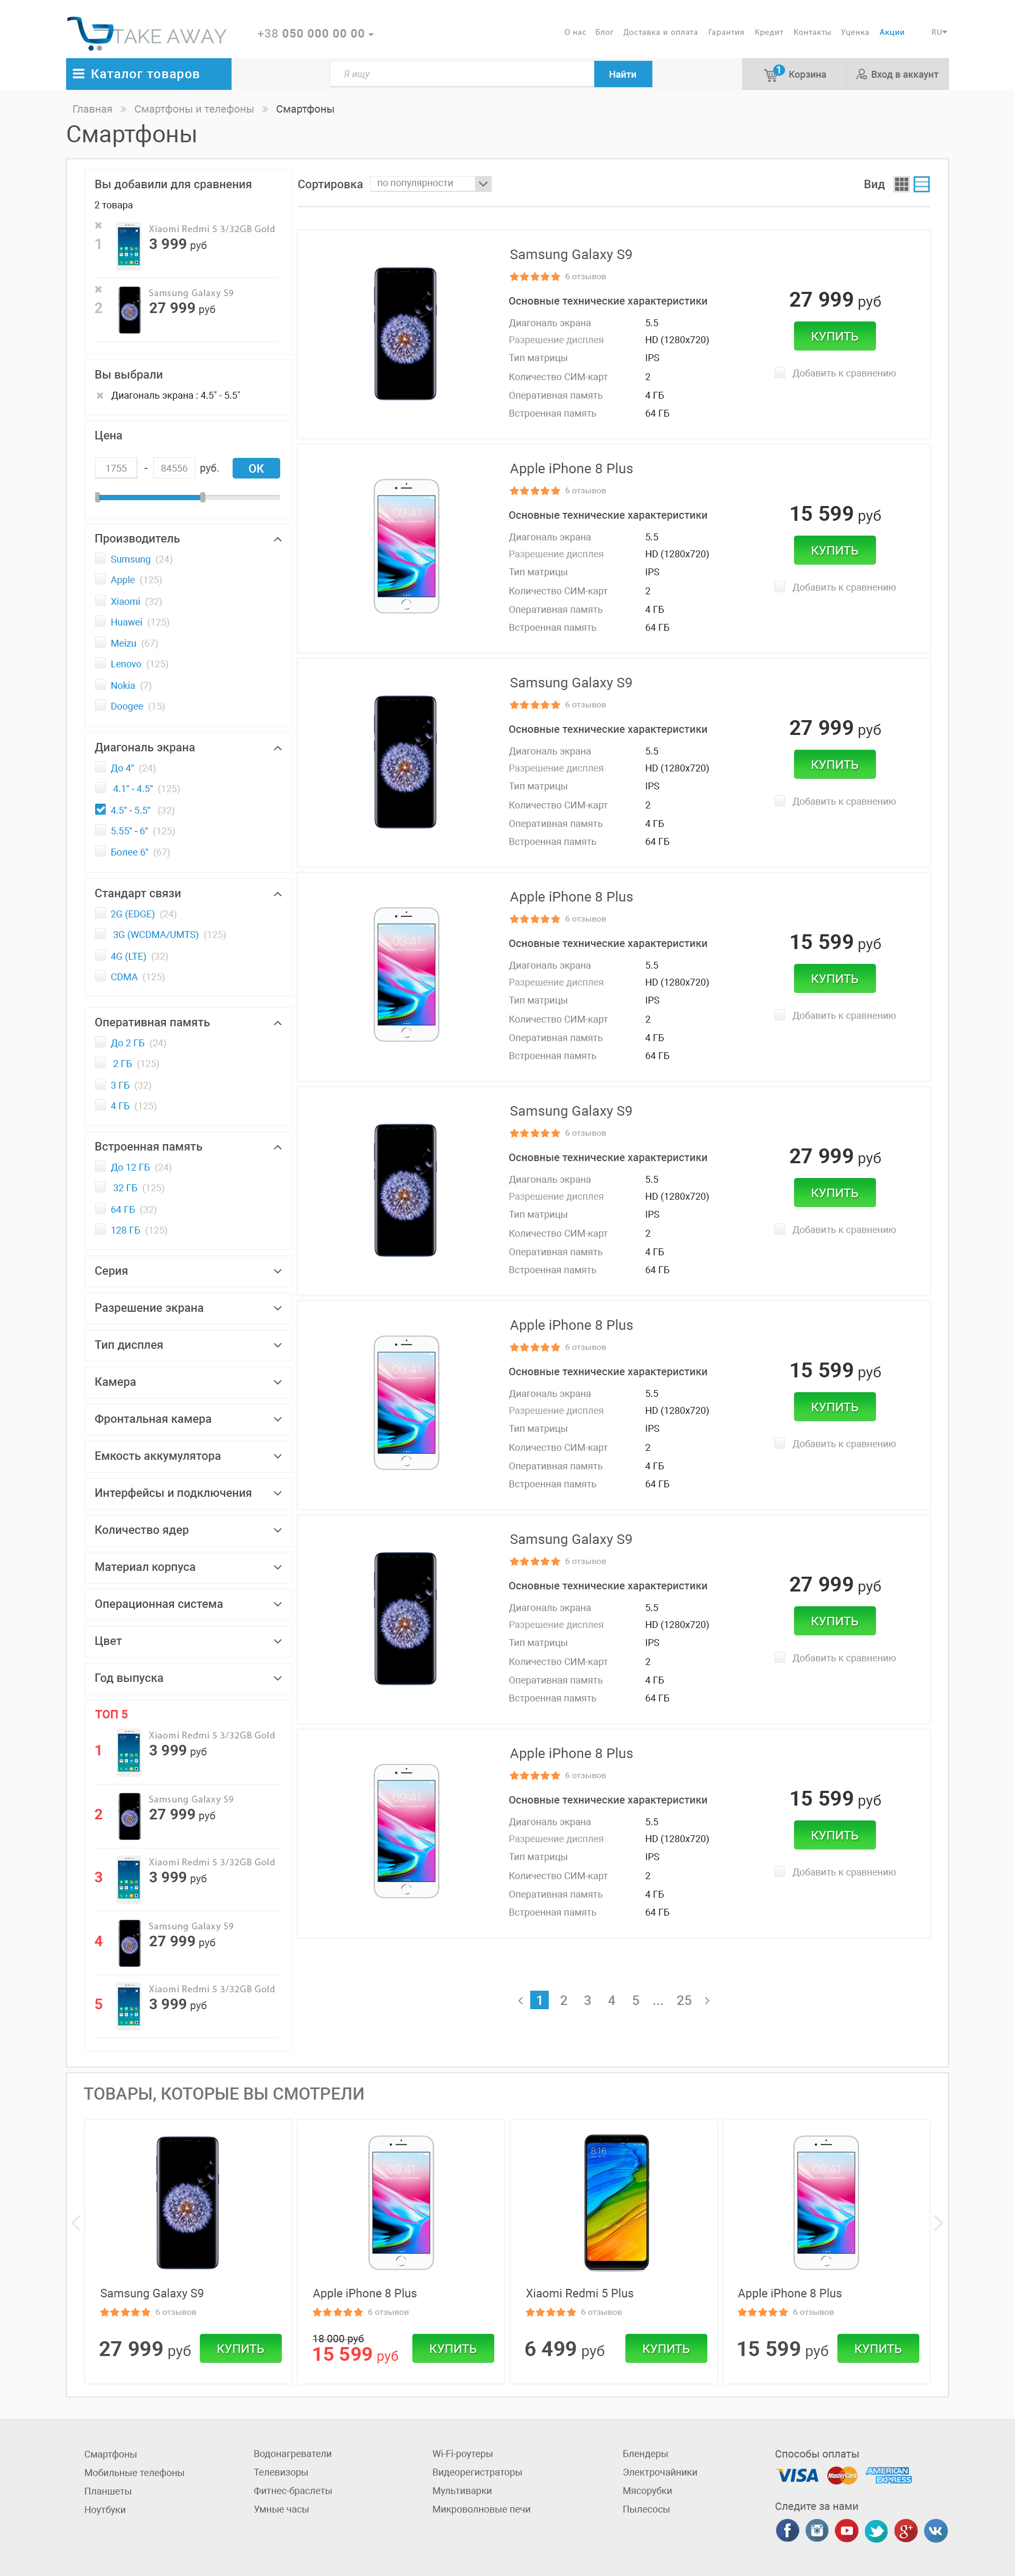 TAKE AWAY
+38 050 000 00 00
О нас Блог Доставка и оплата Гарантия Кредит Контакты Уценка Акции RU
Каталог товаров
Я ищу
Найти
1 Корзина
Вход в аккаунт
Главная » Смартфоны и телефоны » Смартфоны
Смартфоны
Вы добавили для сравнения
2 товара
1
Xiaomi Redmi 5 3/32GB Gold
3 999 руб
2
Samsung Galaxy S9
27 999 руб
Вы выбрали
Диагональ экрана : 4.5" - 5.5"
Цена
1755 - 84556 руб. ОК
Производитель
Sumsung (24)
Apple (125)
Xiaomi (32)
Huawei (125)
Meizu (67)
Lenovo (125)
Nokia (7)
Doogee (15)
Диагональ экрана
До 4" (24)
4.1" - 4.5" (125)
4.5" - 5.5" (32)
5.55" - 6" (125)
Более 6" (67)
Стандарт связи
2G (EDGE) (24)
3G (WCDMA/UMTS) (125)
4G (LTE) (32)
CDMA (125)
Оперативная память
До 2 ГБ (24)
2 ГБ (125)
3 ГБ (32)
4 ГБ (125)
Встроенная память
До 12 ГБ (24)
32 ГБ (125)
64 ГБ (32)
128 ГБ (125)
Серия
Разрешение экрана
Тип дисплея
Камера
Фронтальная камера
Емкость аккумулятора
Интерфейсы и подключения
Количество ядер
Материал корпуса
Операционная система
Цвет
Год выпуска
ТОП 5
1
Xiaomi Redmi 5 3/32GB Gold
3 999 руб
2
Samsung Galaxy S9
27 999 руб
3
Xiaomi Redmi 5 3/32GB Gold
3 999 руб
4
Samsung Galaxy S9
27 999 руб
5
Xiaomi Redmi 5 3/32GB Gold
3 999 руб
Сортировка по популярности
Вид
Samsung Galaxy S9
6 отзывов
Основные технические характеристики
Диагональ экрана 5.5
Разрешение дисплея HD (1280x720)
Тип матрицы IPS
Количество СИМ-карт 2
Оперативная память 4 ГБ
Встроенная память 64 ГБ
27 999 руб
КУПИТЬ
Добавить к сравнению
Apple iPhone 8 Plus
6 отзывов
Основные технические характеристики
Диагональ экрана 5.5
Разрешение дисплея HD (1280x720)
Тип матрицы IPS
Количество СИМ-карт 2
Оперативная память 4 ГБ
Встроенная память 64 ГБ
15 599 руб
КУПИТЬ
Добавить к сравнению
09:41
Samsung Galaxy S9
6 отзывов
Основные технические характеристики
Диагональ экрана 5.5
Разрешение дисплея HD (1280x720)
Тип матрицы IPS
Количество СИМ-карт 2
Оперативная память 4 ГБ
Встроенная память 64 ГБ
27 999 руб
КУПИТЬ
Добавить к сравнению
Apple iPhone 8 Plus
6 отзывов
Основные технические характеристики
Диагональ экрана 5.5
Разрешение дисплея HD (1280x720)
Тип матрицы IPS
Количество СИМ-карт 2
Оперативная память 4 ГБ
Встроенная память 64 ГБ
15 599 руб
КУПИТЬ
Добавить к сравнению
09:41
Samsung Galaxy S9
6 отзывов
Основные технические характеристики
Диагональ экрана 5.5
Разрешение дисплея HD (1280x720)
Тип матрицы IPS
Количество СИМ-карт 2
Оперативная память 4 ГБ
Встроенная память 64 ГБ
27 999 руб
КУПИТЬ
Добавить к сравнению
Apple iPhone 8 Plus
6 отзывов
Основные технические характеристики
Диагональ экрана 5.5
Разрешение дисплея HD (1280x720)
Тип матрицы IPS
Количество СИМ-карт 2
Оперативная память 4 ГБ
Встроенная память 64 ГБ
15 599 руб
КУПИТЬ
Добавить к сравнению
09:41
Samsung Galaxy S9
6 отзывов
Основные технические характеристики
Диагональ экрана 5.5
Разрешение дисплея HD (1280x720)
Тип матрицы IPS
Количество СИМ-карт 2
Оперативная память 4 ГБ
Встроенная память 64 ГБ
27 999 руб
КУПИТЬ
Добавить к сравнению
Apple iPhone 8 Plus
6 отзывов
Основные технические характеристики
Диагональ экрана 5.5
Разрешение дисплея HD (1280x720)
Тип матрицы IPS
Количество СИМ-карт 2
Оперативная память 4 ГБ
Встроенная память 64 ГБ
15 599 руб
КУПИТЬ
Добавить к сравнению
09:41
1 2 3 4 5 ... 25
ТОВАРЫ, КОТОРЫЕ ВЫ СМОТРЕЛИ
Samsung Galaxy S9
6 отзывов
27 999 руб КУПИТЬ
09:41
Apple iPhone 8 Plus
6 отзывов
18 000 руб
15 599 руб КУПИТЬ
8:16
Xiaomi Redmi 5 Plus
6 отзывов
6 499 руб КУПИТЬ
09:41
Apple iPhone 8 Plus
6 отзывов
15 599 руб КУПИТЬ
Смартфоны
Мобильные телефоны
Планшеты
Ноутбуки
Водонагреватели
Телевизоры
Фитнес-браслеты
Умные часы
Wi-Fi-роутеры
Видеорегистраторы
Мультиварки
Микроволновые печи
Блендеры
Электрочайники
Мясорубки
Пылесосы
Способы оплаты
VISA MasterCard AMERICAN EXPRESS
Следите за нами